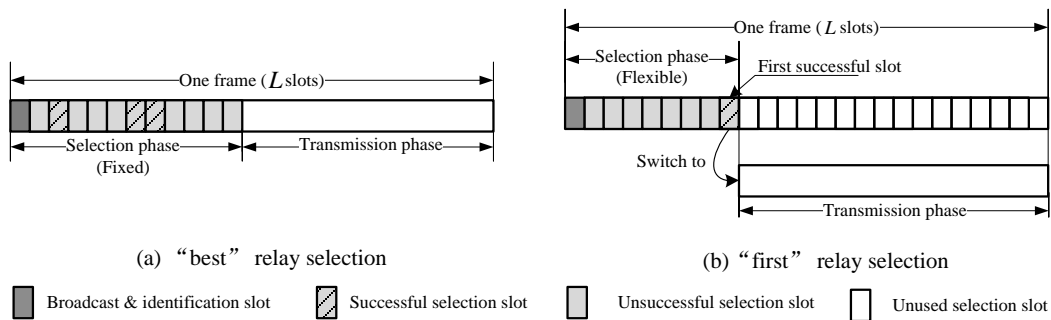 One frame (L slots)
Selection phase
(Fixed)
Transmission phase
(a) “best” relay selection
One frame (L slots)
Selection phase
(Flexible)
First successful slot
Switch to
Transmission phase
(b) “first” relay selection
Broadcast & identification slot
Successful selection slot
Unsuccessful selection slot
Unused selection slot